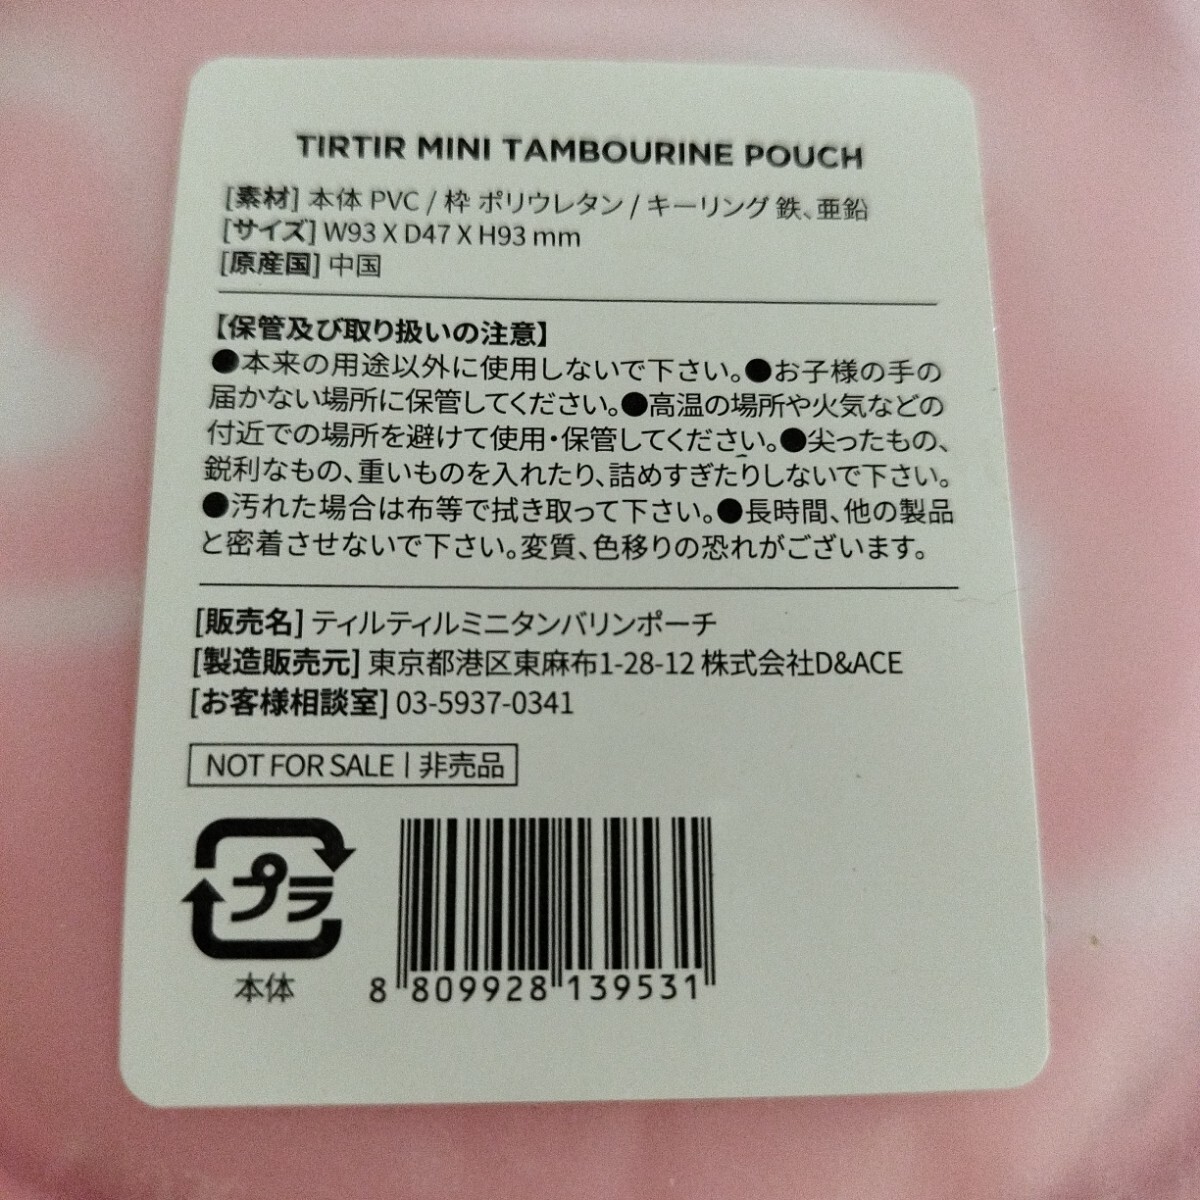 TIRTIR MINI TAMBOURINE POUCH
[素材] 本体 PVC / 枠 ポリウレタン / キーリング 鉄、亜鉛
[サイズ] W93 X D47 X H93 mm
[原産国] 中国
【保管及び取り扱いの注意】
●本来の用途以外に使用しないで下さい。●お子様の手の
届かない場所に保管してください。●高温の場所や火気などの
付近での場所を避けて使用・保管してください。●尖ったもの、
鋭利なもの、重いものを入れたり、詰めすぎたりしないで下さい。
●汚れた場合は布等で拭き取って下さい。●長時間、他の製品
と密着させないで下さい。変質、色移りの恐れがございます。
[販売名] ティルティルミニタンバリンポーチ
[製造販売元] 東京都港区東麻布1-28-12 株式会社D&ACE
[お客様相談室] 03-5937-0341
NOT FOR SALE | 非売品
プラ
本体
8 809928 139531